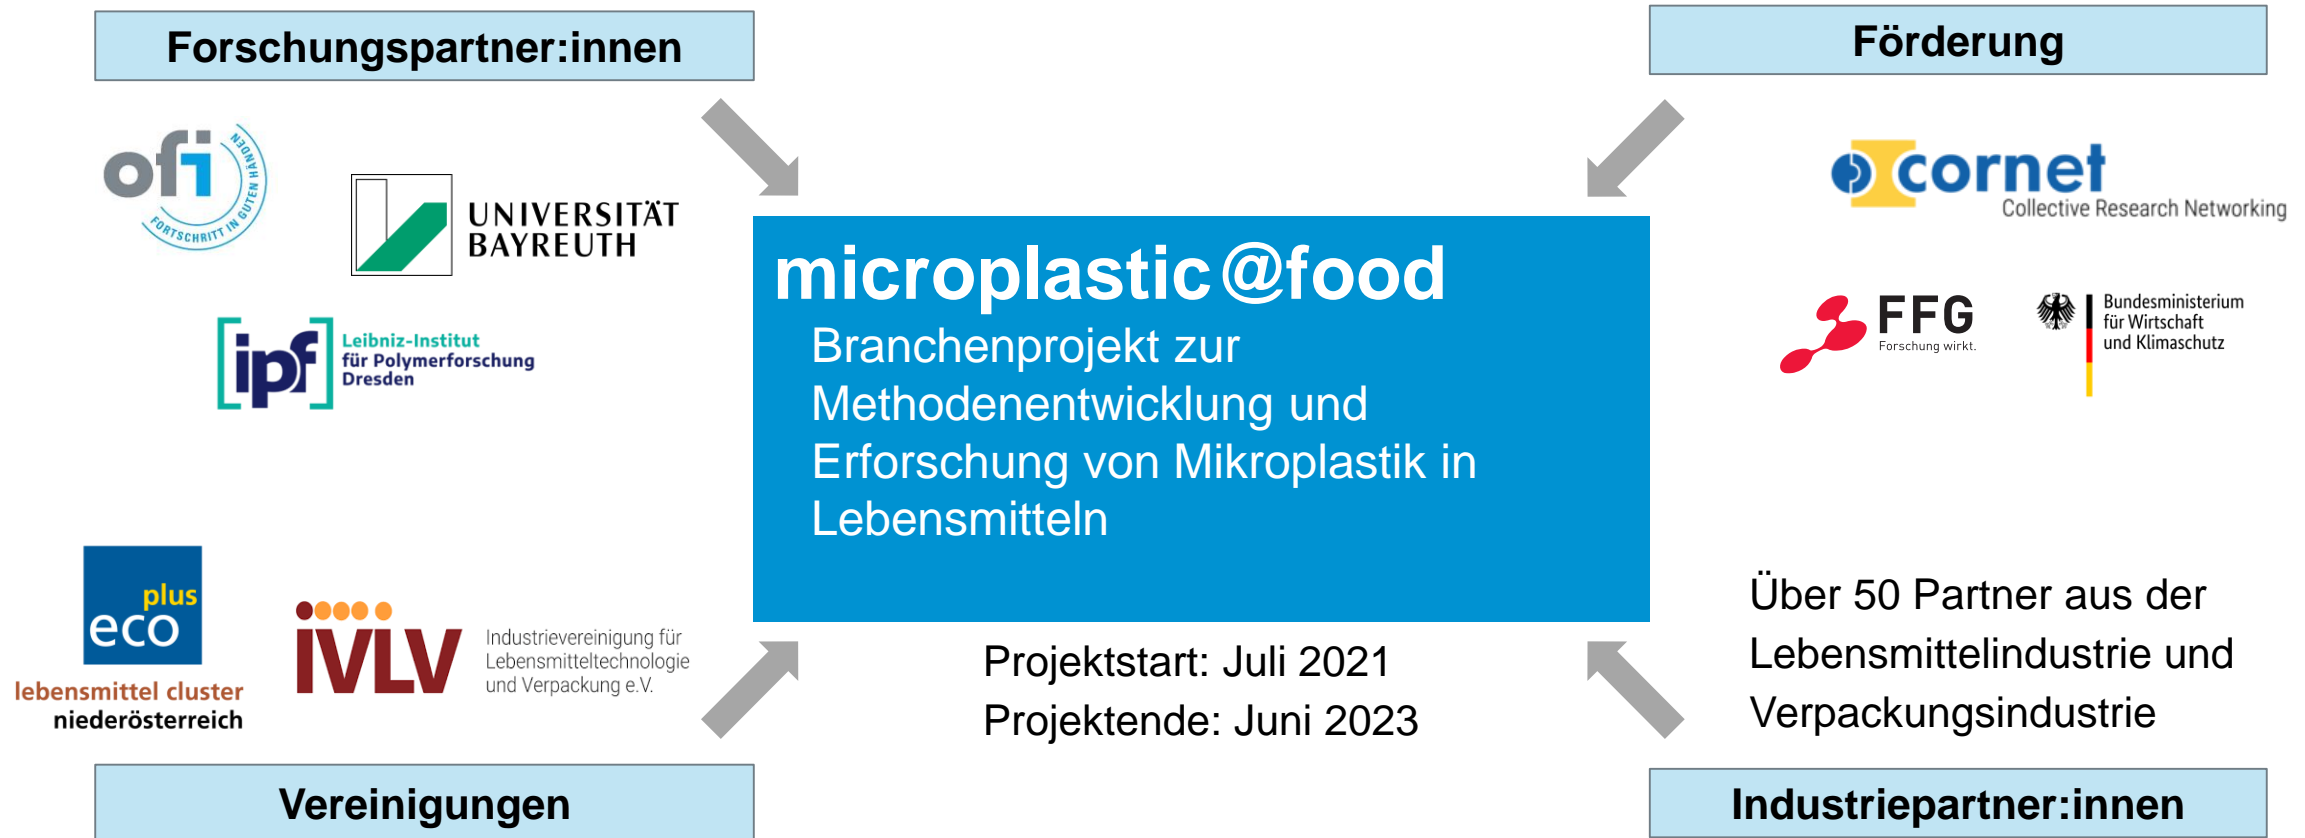 Forschungspartner:innen
ofi
FORTSCHRITT IN GUTEN HÄNDEN
UNIVERSITÄT
BAYREUTH
ipf
Leibniz-Institut
für Polymerforschung
Dresden
Förderung
cornet
Collective Research Networking
FFG
Forschung wirkt.
Bundesministerium
für Wirtschaft
und Klimaschutz
microplastic@food
Branchenprojekt zur
Methodenentwicklung und
Erforschung von Mikroplastik in
Lebensmitteln
Projektstart: Juli 2021
Projektende: Juni 2023
plus
eco
lebensmittel cluster
niederösterreich
IVLV
Industrievereinigung für
Lebensmitteltechnologie
und Verpackung e.V.
Vereinigungen
Über 50 Partner aus der
Lebensmittelindustrie und
Verpackungsindustrie
Industriepartner:innen